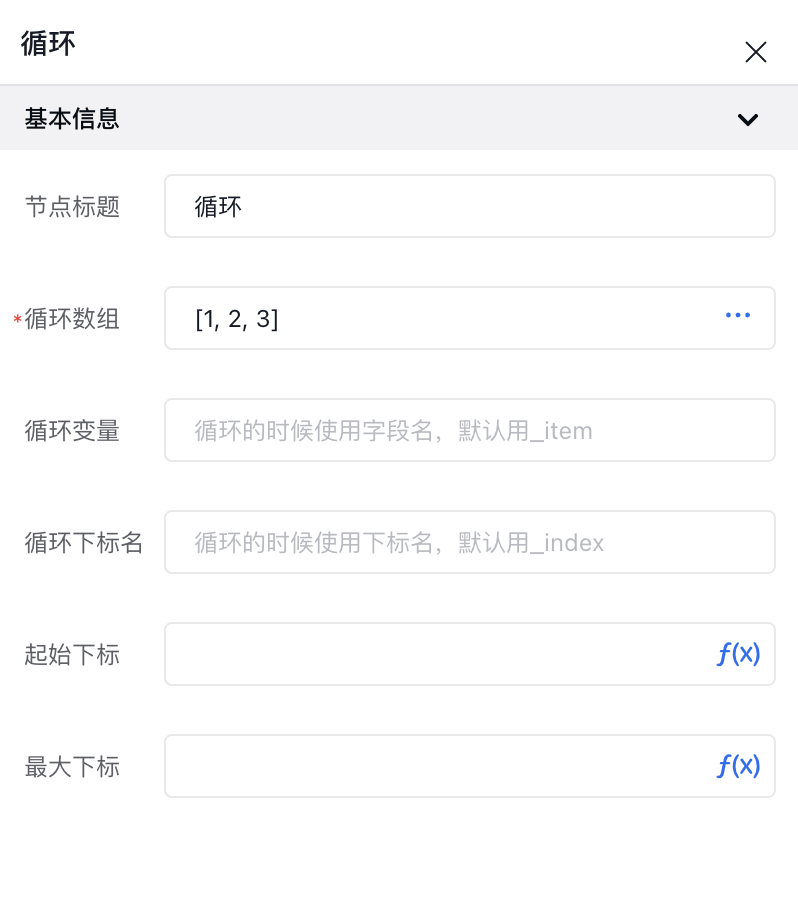 循环
基本信息
节点标题 循环
*循环数组 [1, 2, 3] ···
循环变量 循环的时候使用字段名，默认用_item
循环下标名 循环的时候使用下标名，默认用_index
起始下标 ƒ(x)
最大下标 ƒ(x)